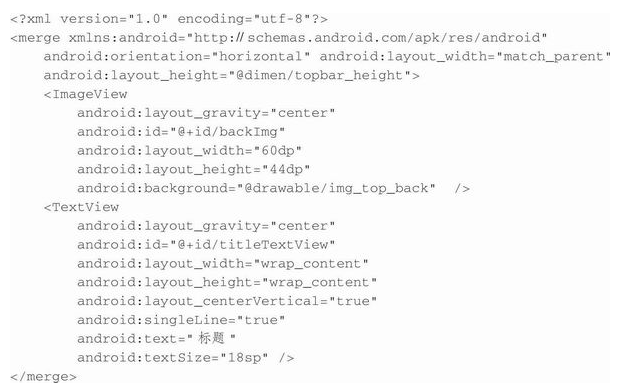 <?xml version="1.0" encoding="utf-8"?>
<merge xmlns:android="http://schemas.android.com/apk/res/android"
    android:orientation="horizontal" android:layout_width="match_parent"
    android:layout_height="@dimen/topbar_height">
    <ImageView
        android:layout_gravity="center"
        android:id="@+id/backImg"
        android:layout_width="60dp"
        android:layout_height="44dp"
        android:background="@drawable/img_top_back"  />
    <TextView
        android:layout_gravity="center"
        android:id="@+id/titleTextView"
        android:layout_width="wrap_content"
        android:layout_height="wrap_content"
        android:layout_centerVertical="true"
        android:singleLine="true"
        android:text="标题"
        android:textSize="18sp" />
</merge>